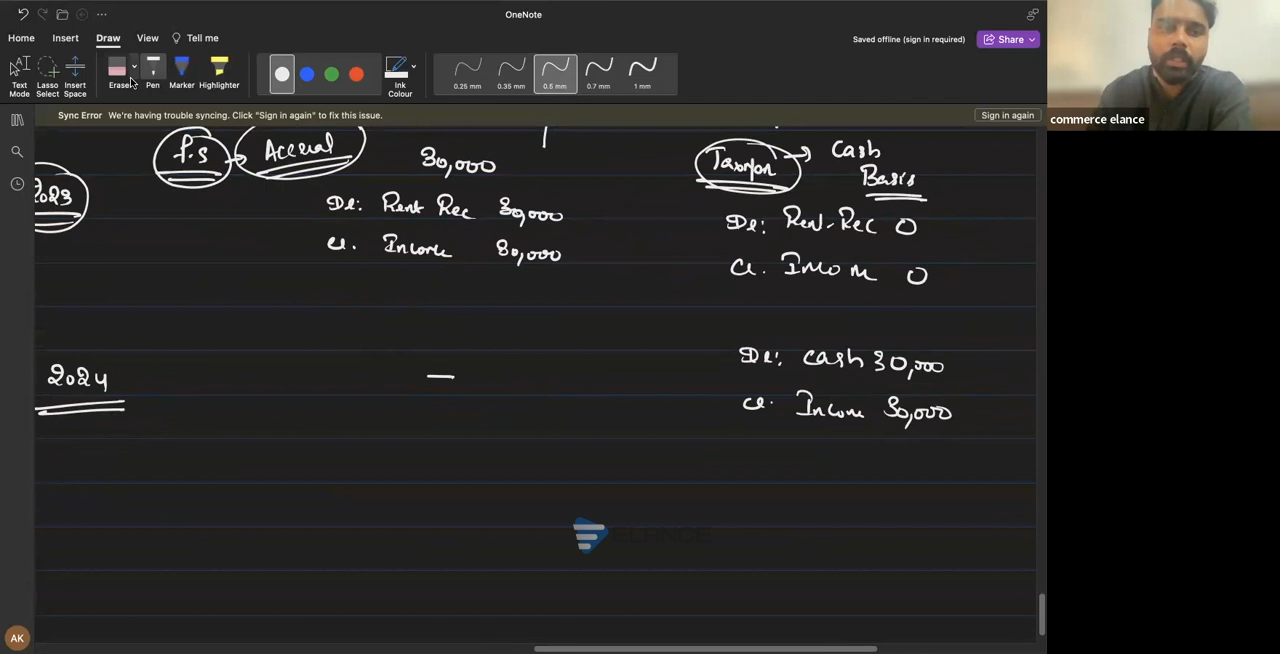 OneNote
Home Insert Draw View Tell me
Saved offline (sign in required) Share
Text Mode Lasso Select Insert Space Eraser Pen Marker Highlighter Ink Colour 0.25 mm 0.35 mm 0.5 mm 0.7 mm 1 mm
Sync Error We're having trouble syncing. Click "Sign in again" to fix this issue. Sign in again
commerce elance
f.s Accrual
30,000
Taxation Cash
Basis
2023
Dr: Rent Rec 30,000
Cr. Income 30,000
Dr: Rent-Rec 0
Cr. Income 0
2024
—
Dr: Cash 30,000
Cr. Income 30,000
ELANCE
AK